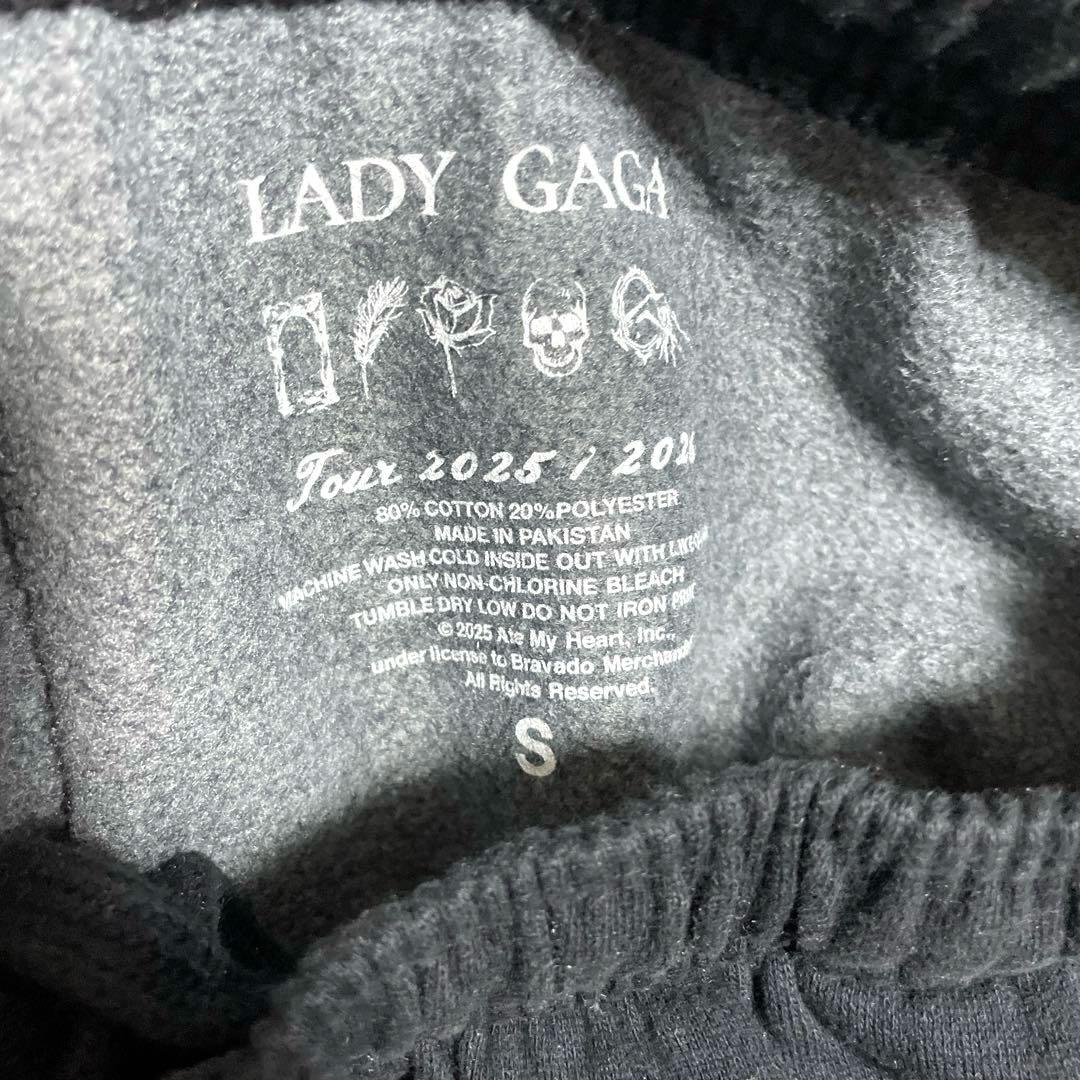 LADY GAGA
Tour 2025 / 2026
80% COTTON 20%POLYESTER
MADE IN PAKISTAN
MACHINE WASH COLD INSIDE OUT WITH
ONLY NON-CHLORINE BLEACH
TUMBLE DRY LOW DO NOT IRON
© 2025 Ate My Heart, Inc.,
under license to Bravado
All Rights Reserved.
S